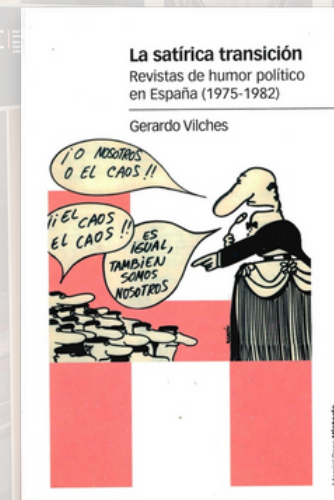 La satírica transición
Revistas de humor político
en España (1975-1982)
Gerardo Vilches
¡O NOSOTROS
O EL CAOS!!
¡¡EL CAOS
EL CAOS!!
ES
IGUAL,
TAMBIÉN
SOMOS
NOSOTROS